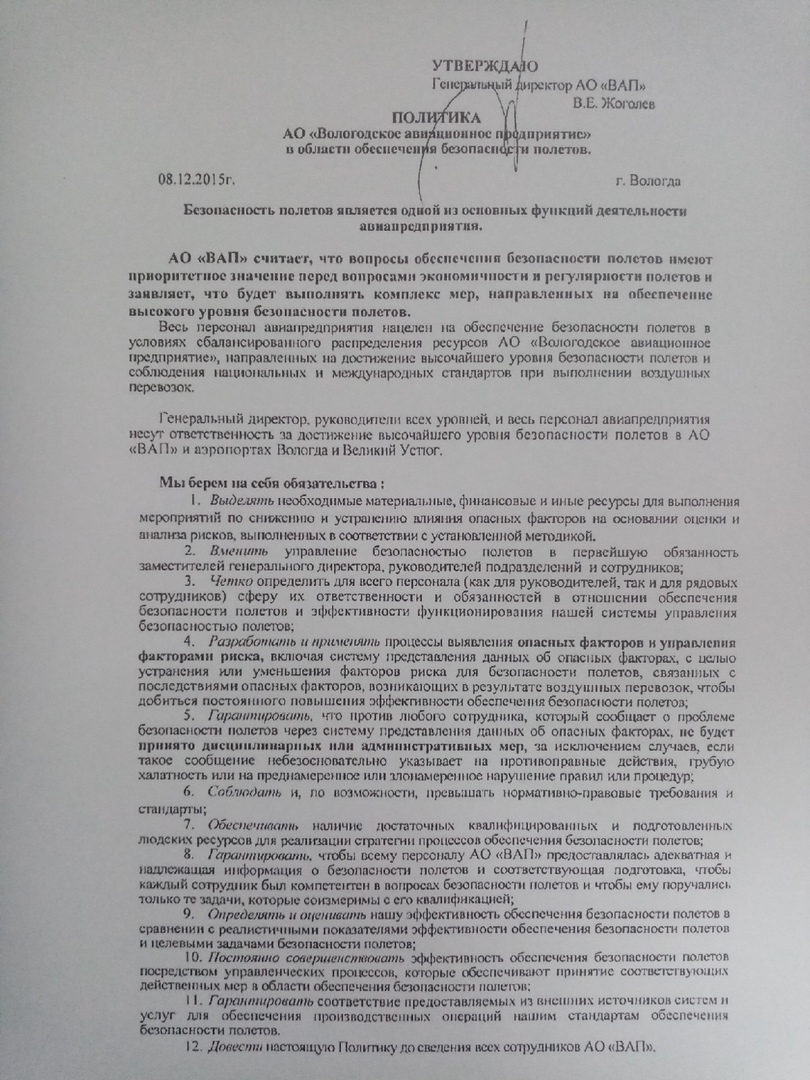 УТВЕРЖДАЮ
Генеральный директор АО «ВАП»
В.Е. Жоголев
ПОЛИТИКА
АО «Вологодское авиационное предприятие»
в области обеспечения безопасности полетов.
08.12.2015г. г. Вологда
Безопасность полетов является одной из основных функций деятельности
авиапредприятия.
АО «ВАП» считает, что вопросы обеспечения безопасности полетов имеют
приоритетное значение перед вопросами экономичности и регулярности полетов и
заявляет, что будет выполнять комплекс мер, направленных на обеспечение
высокого уровня безопасности полетов.
Весь персонал авиапредприятия нацелен на обеспечение безопасности полетов в
условиях сбалансированного распределения ресурсов АО «Вологодское авиационное
предприятие», направленных на достижение высочайшего уровня безопасности полетов и
соблюдения национальных и международных стандартов при выполнении воздушных
перевозок.
Генеральный директор, руководители всех уровней, и весь персонал авиапредприятия
несут ответственность за достижение высочайшего уровня безопасности полетов в АО
«ВАП» и аэропортах Вологда и Великий Устюг.
Мы берем на себя обязательства :
1. Выделять необходимые материальные, финансовые и иные ресурсы для выполнения
мероприятий по снижению и устранению влияния опасных факторов на основании оценки и
анализа рисков, выполненных в соответствии с установленной методикой.
2. Вменить управление безопасностью полетов в первейшую обязанность
заместителей генерального директора, руководителей подразделений и сотрудников;
3. Четко определить для всего персонала (как для руководителей, так и для рядовых
сотрудников) сферу их ответственности и обязанностей в отношении обеспечения
безопасности полетов и эффективности функционирования нашей системы управления
безопасностью полетов;
4. Разработать и применять процессы выявления опасных факторов и управления
факторами риска, включая систему представления данных об опасных факторах, с целью
устранения или уменьшения факторов риска для безопасности полетов, связанных с
последствиями опасных факторов, возникающих в результате воздушных перевозок, чтобы
добиться постоянного повышения эффективности обеспечения безопасности полетов;
5. Гарантировать, что против любого сотрудника, который сообщает о проблеме
безопасности полетов через систему представления данных об опасных факторах, не будет
принято дисциплинарных или административных мер, за исключением случаев, если
такое сообщение небезосновательно указывает на противоправные действия, грубую
халатность или на преднамеренное или злонамеренное нарушение правил или процедур;
6. Соблюдать и, по возможности, превышать нормативно-правовые требования и
стандарты;
7. Обеспечивать наличие достаточных квалифицированных и подготовленных
людских ресурсов для реализации стратегии процессов обеспечения безопасности полетов;
8. Гарантировать, чтобы всему персоналу АО «ВАП» предоставлялась адекватная и
надлежащая информация о безопасности полетов и соответствующая подготовка, чтобы
каждый сотрудник был компетентен в вопросах безопасности полетов и чтобы ему поручались
только те задачи, которые соизмеримы с его квалификацией;
9. Определять и оценивать нашу эффективность обеспечения безопасности полетов в
сравнении с реалистичными показателями эффективности обеспечения безопасности полетов
и целевыми задачами безопасности полетов;
10. Постоянно совершенствовать эффективность обеспечения безопасности полетов
посредством управленческих процессов, которые обеспечивают принятие соответствующих
действенных мер в области обеспечения безопасности полетов;
11. Гарантировать соответствие предоставляемых из внешних источников систем и
услуг для обеспечения производственных операций нашим стандартам обеспечения
безопасности полетов.
12. Довести настоящую Политику до сведения всех сотрудников АО «ВАП».